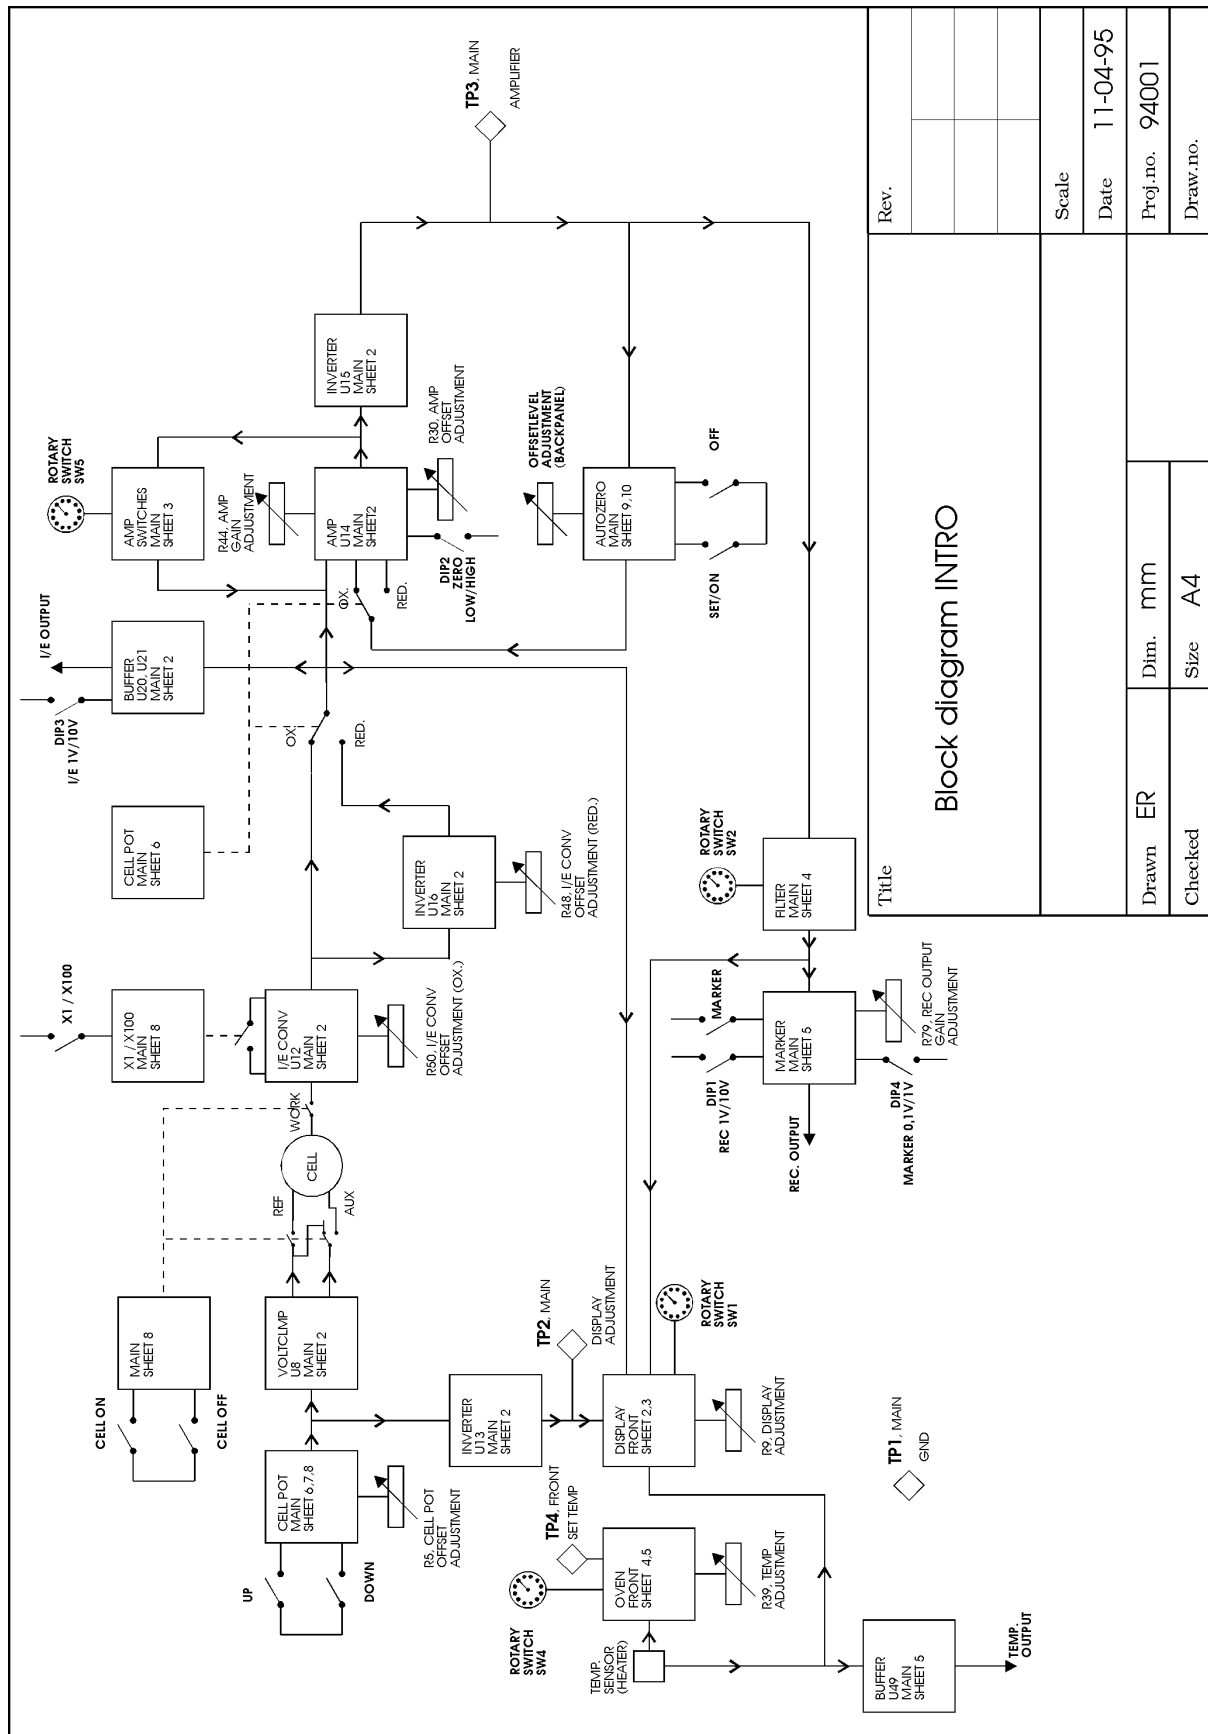 CELL ON
CELL OFF
MAIN
SHEET 8
UP
DOWN
CELL POT
MAIN
SHEET 6,7,8
R5, CELL POT
OFFSET
ADJUSTMENT
VOLTCLMP
U8
MAIN
SHEET 2
REF
AUX
CELL
WORK
X1 / X100
X1 / X100
MAIN
SHEET 8
I/E CONV
U12
MAIN
SHEET 2
R50, I/E CONV
OFFSET
ADJUSTMENT (OX.)
CELL POT
MAIN
SHEET 6
INVERTER
U16
MAIN
SHEET 2
R48, I/E CONV
OFFSET
ADJUSTMENT (RED.)
OX.
RED.
DIP3
I/E 1V/10V
I/E OUTPUT
BUFFER
U20, U21
MAIN
SHEET 2
ROTARY
SWITCH
SW5
AMP
SWITCHES
MAIN
SHEET 3
R44, AMP
GAIN
ADJUSTMENT
AMP
U14
MAIN
SHEET2
OX.
RED.
DIP2
ZERO
LOW/HIGH
R30, AMP
OFFSET
ADJUSTMENT
INVERTER
U15
MAIN
SHEET 2
TP3, MAIN
AMPLIFIER
OFFSETLEVEL
ADJUSTMENT
(BACKPANEL)
AUTOZERO
MAIN
SHEET 9,10
SET/ON
OFF
INVERTER
U13
MAIN
SHEET 2
TP2, MAIN
DISPLAY
ADJUSTMENT
DISPLAY
FRONT
SHEET 2,3
ROTARY
SWITCH
SW1
R9, DISPLAY
ADJUSTMENT
ROTARY
SWITCH
SW4
TP4, FRONT
SET TEMP
OVEN
FRONT
SHEET 4,5
TEMP.
SENSOR
(HEATER)
R39, TEMP
ADJUSTMENT
BUFFER
U49
MAIN
SHEET 5
TEMP.
OUTPUT
TP1, MAIN
GND
ROTARY
SWITCH
SW2
FILTER
MAIN
SHEET 4
DIP1
REC 1V/10V
MARKER
MARKER
MAIN
SHEET 5
REC. OUTPUT
DIP4
MARKER 0,1V/1V
R79, REC OUTPUT
GAIN
ADJUSTMENT
Title
Block diagram INTRO
Rev.
Scale
Date 11-04-95
Drawn ER
Dim. mm
Proj.no. 94001
Checked
Size A4
Draw.no.